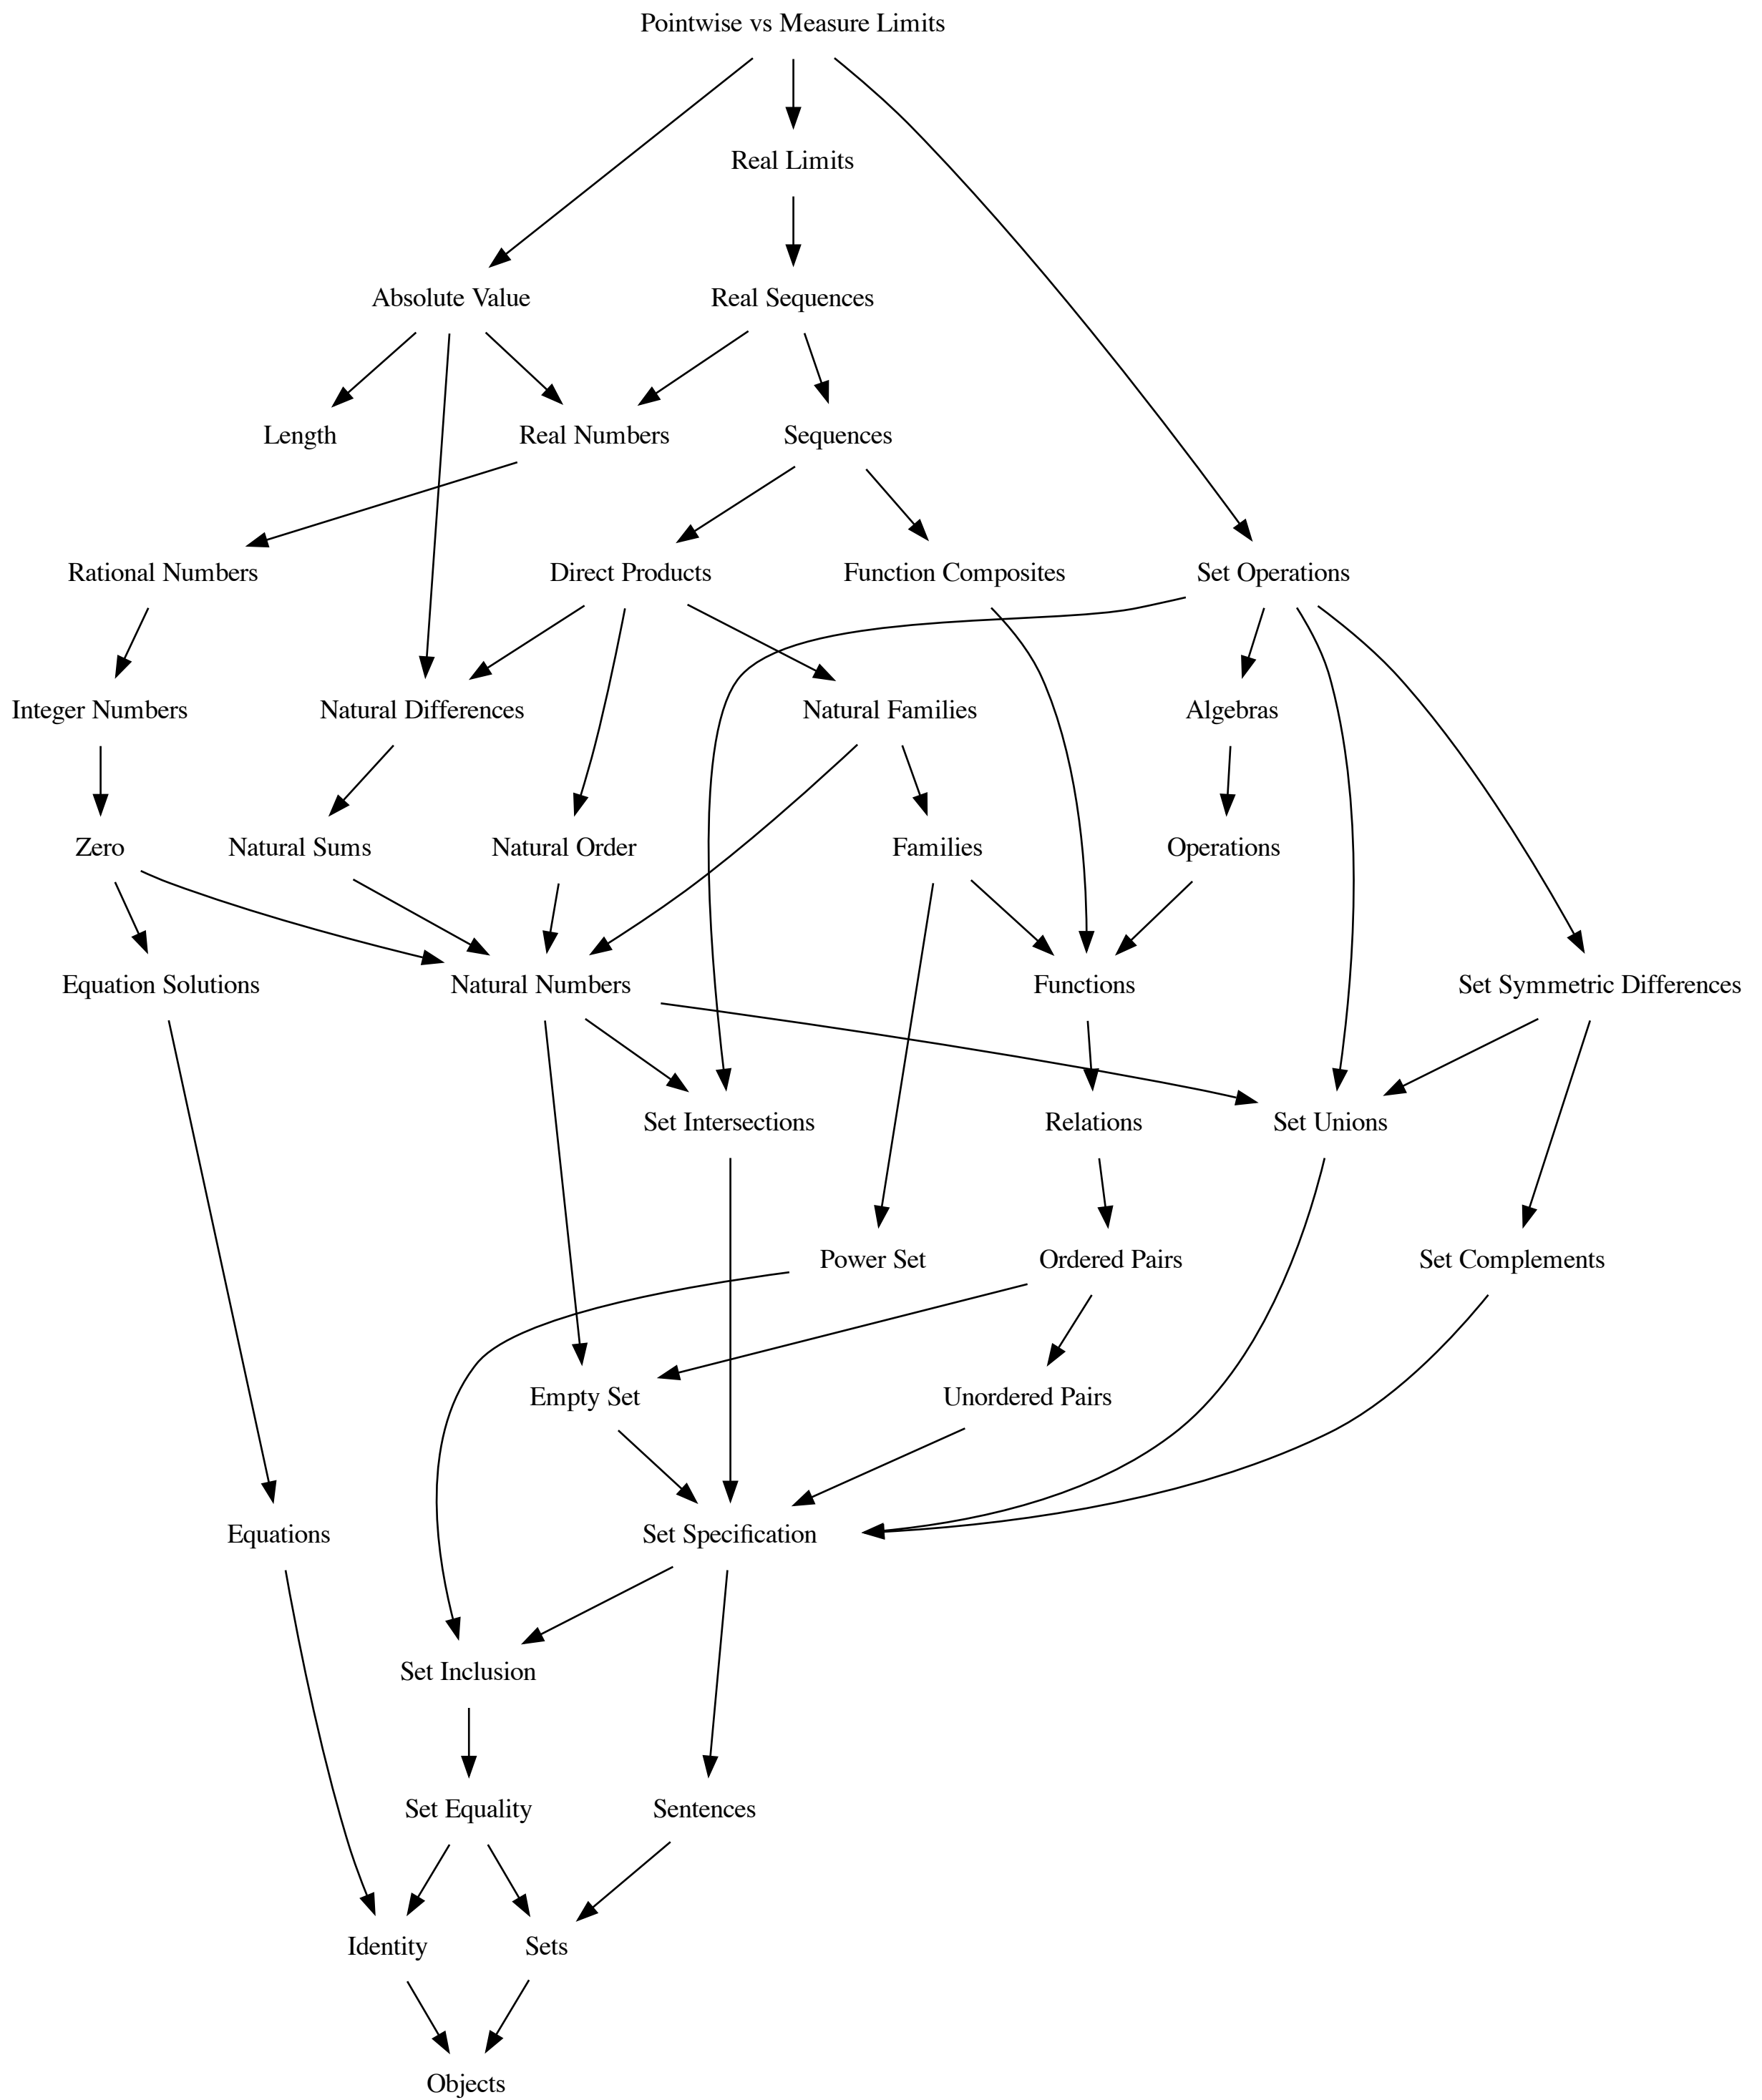 Pointwise vs Measure Limits
Real Limits
Absolute Value
Real Sequences
Length
Real Numbers
Sequences
Rational Numbers
Direct Products
Function Composites
Set Operations
Integer Numbers
Natural Differences
Natural Families
Algebras
Zero
Natural Sums
Natural Order
Families
Operations
Equation Solutions
Natural Numbers
Functions
Set Symmetric Differences
Set Intersections
Relations
Set Unions
Power Set
Ordered Pairs
Set Complements
Empty Set
Unordered Pairs
Equations
Set Specification
Set Inclusion
Set Equality
Sentences
Identity
Sets
Objects